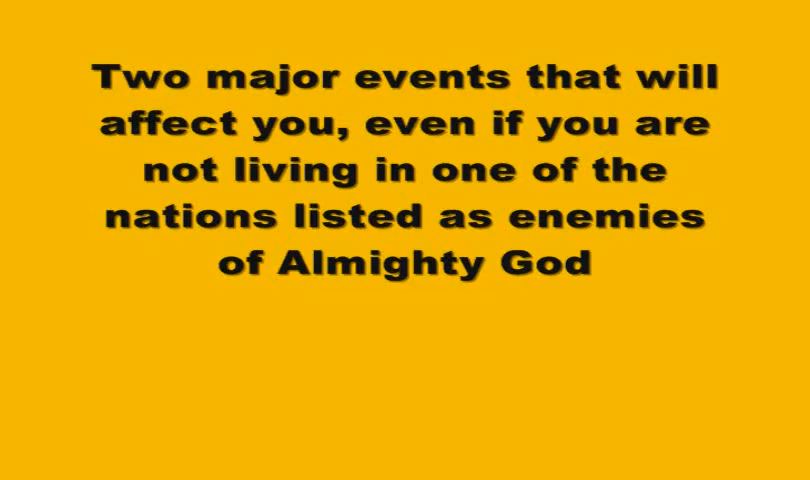 Two major events that will
affect you, even if you are
not living in one of the
nations listed as enemies
of Almighty God